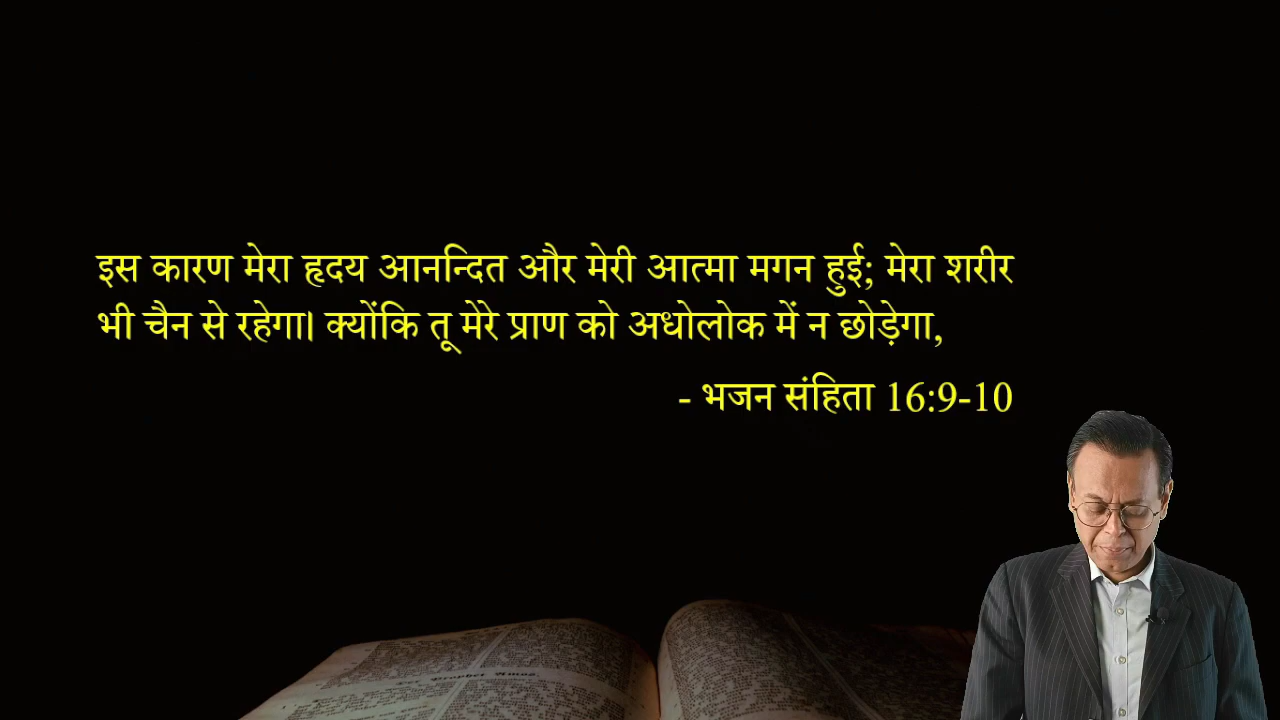 इस कारण मेरा हृदय आनन्दित और मेरी आत्मा मगन हुई; मेरा शरीर
भी चैन से रहेगा। क्योंकि तू मेरे प्राण को अधोलोक में न छोड़ेगा,
- भजन संहिता 16:9-10